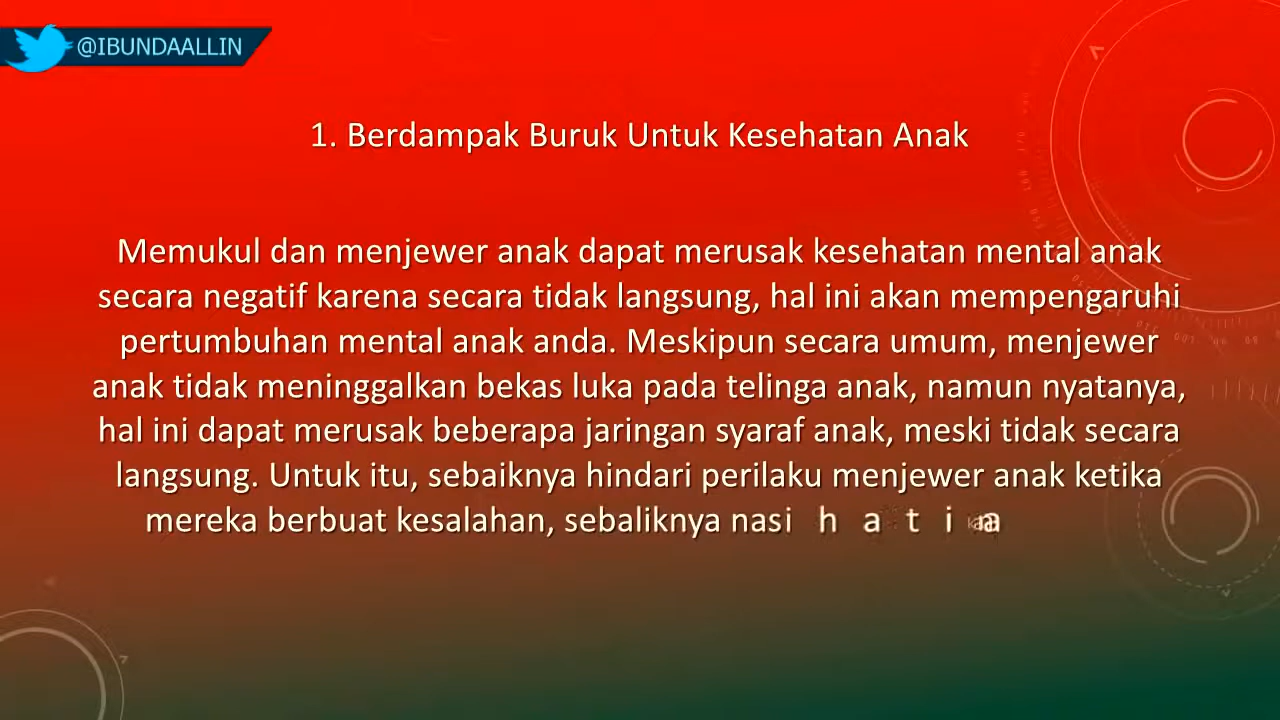 @IBUNDAALLIN
1. Berdampak Buruk Untuk Kesehatan Anak
Memukul dan menjewer anak dapat merusak kesehatan mental anak
secara negatif karena secara tidak langsung, hal ini akan mempengaruhi
pertumbuhan mental anak anda. Meskipun secara umum, menjewer
anak tidak meninggalkan bekas luka pada telinga anak, namun nyatanya,
hal ini dapat merusak beberapa jaringan syaraf anak, meski tidak secara
langsung. Untuk itu, sebaiknya hindari perilaku menjewer anak ketika
mereka berbuat kesalahan, sebaliknya nasihati